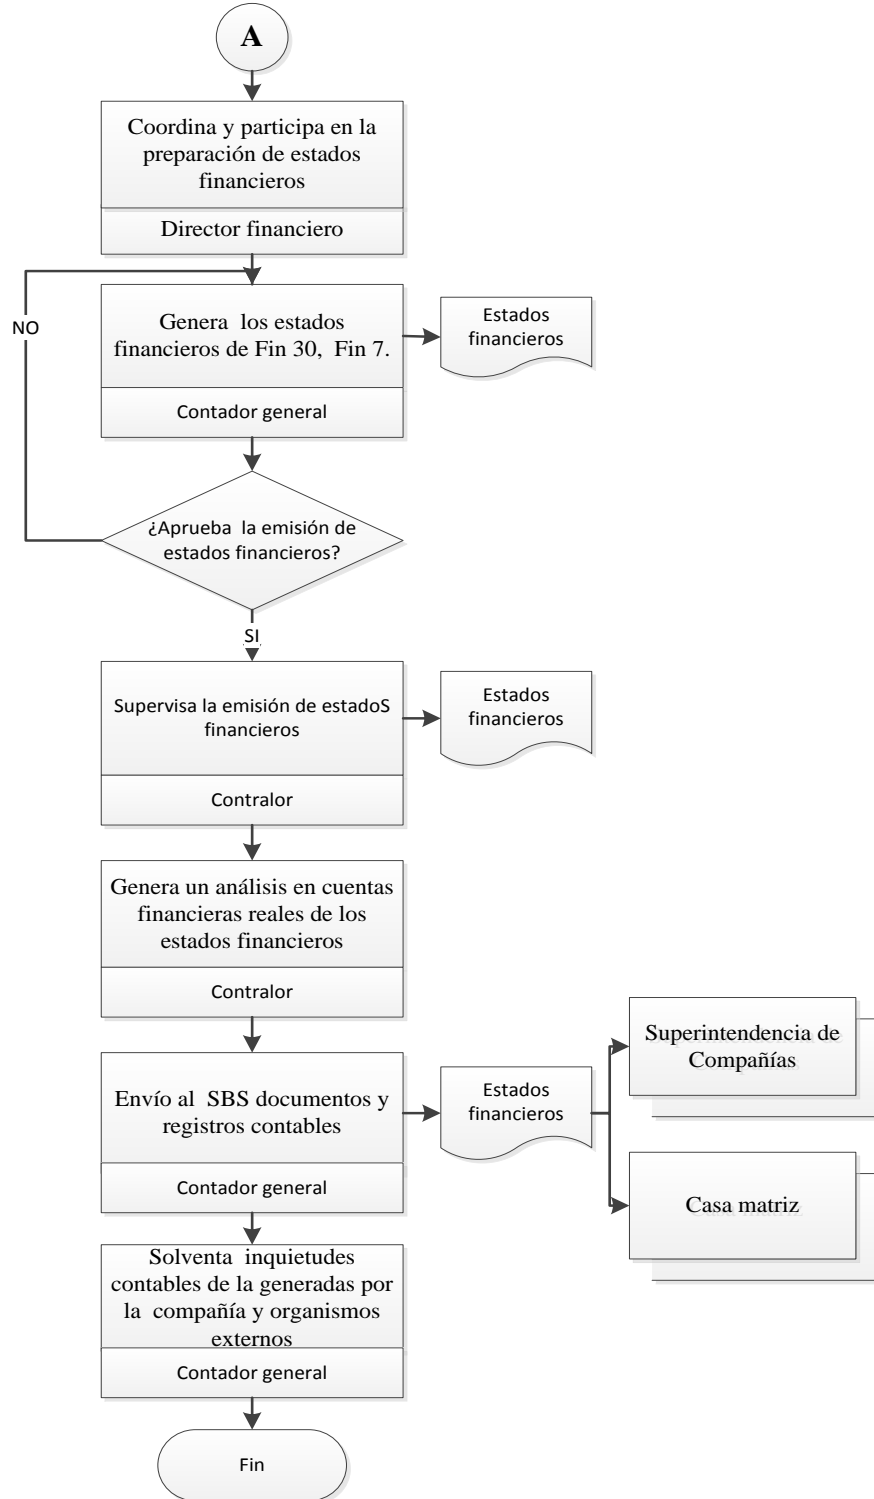 A
Coordina y participa en la
preparación de estados
financieros
Director financiero
NO
Genera los estados
financieros de Fin 30, Fin 7.
Contador general
Estados
financieros
¿Aprueba la emisión de
estados financieros?
SI
Supervisa la emisión de estadoS
financieros
Contralor
Estados
financieros
Genera un análisis en cuentas
financieras reales de los
estados financieros
Contralor
Envío al SBS documentos y
registros contables
Contador general
Estados
financieros
Superintendencia de
Compañías
Casa matriz
Solventa inquietudes
contables de la generadas por
la compañía y organismos
externos
Contador general
Fin